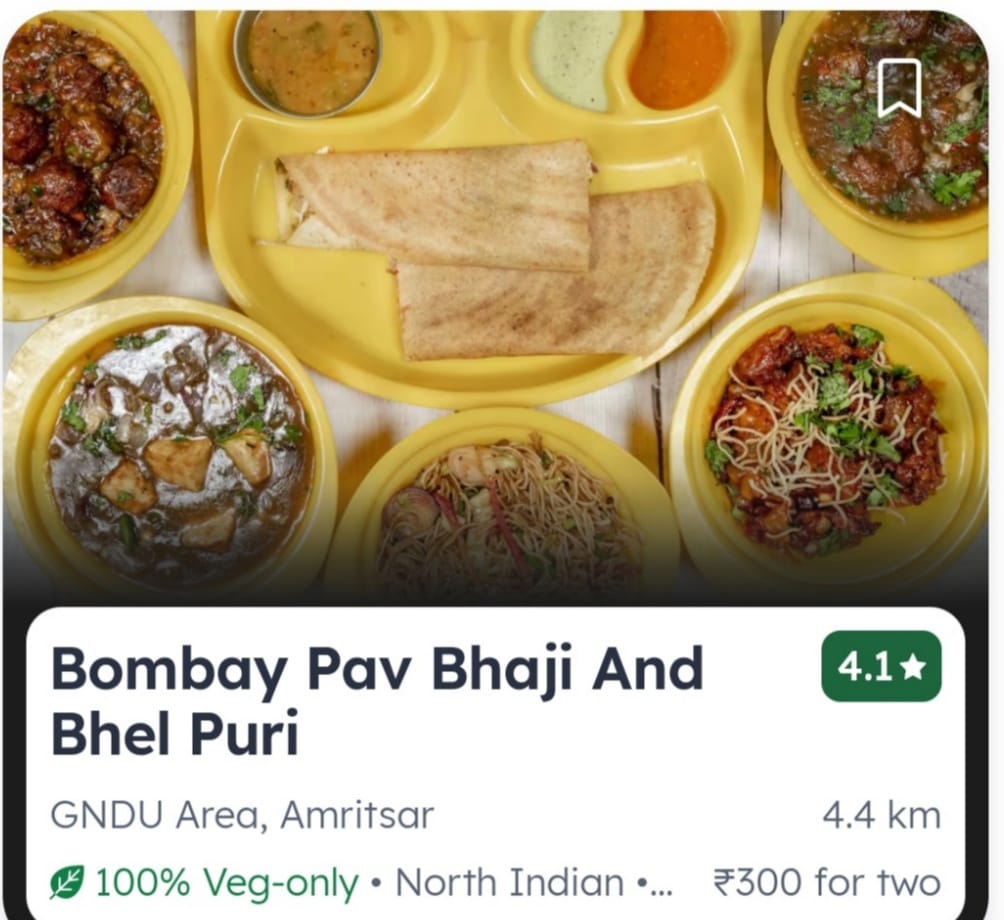 Bombay Pav Bhaji And
Bhel Puri
4.1★
GNDU Area, Amritsar
4.4 km
100% Veg-only • North Indian •...
₹300 for two